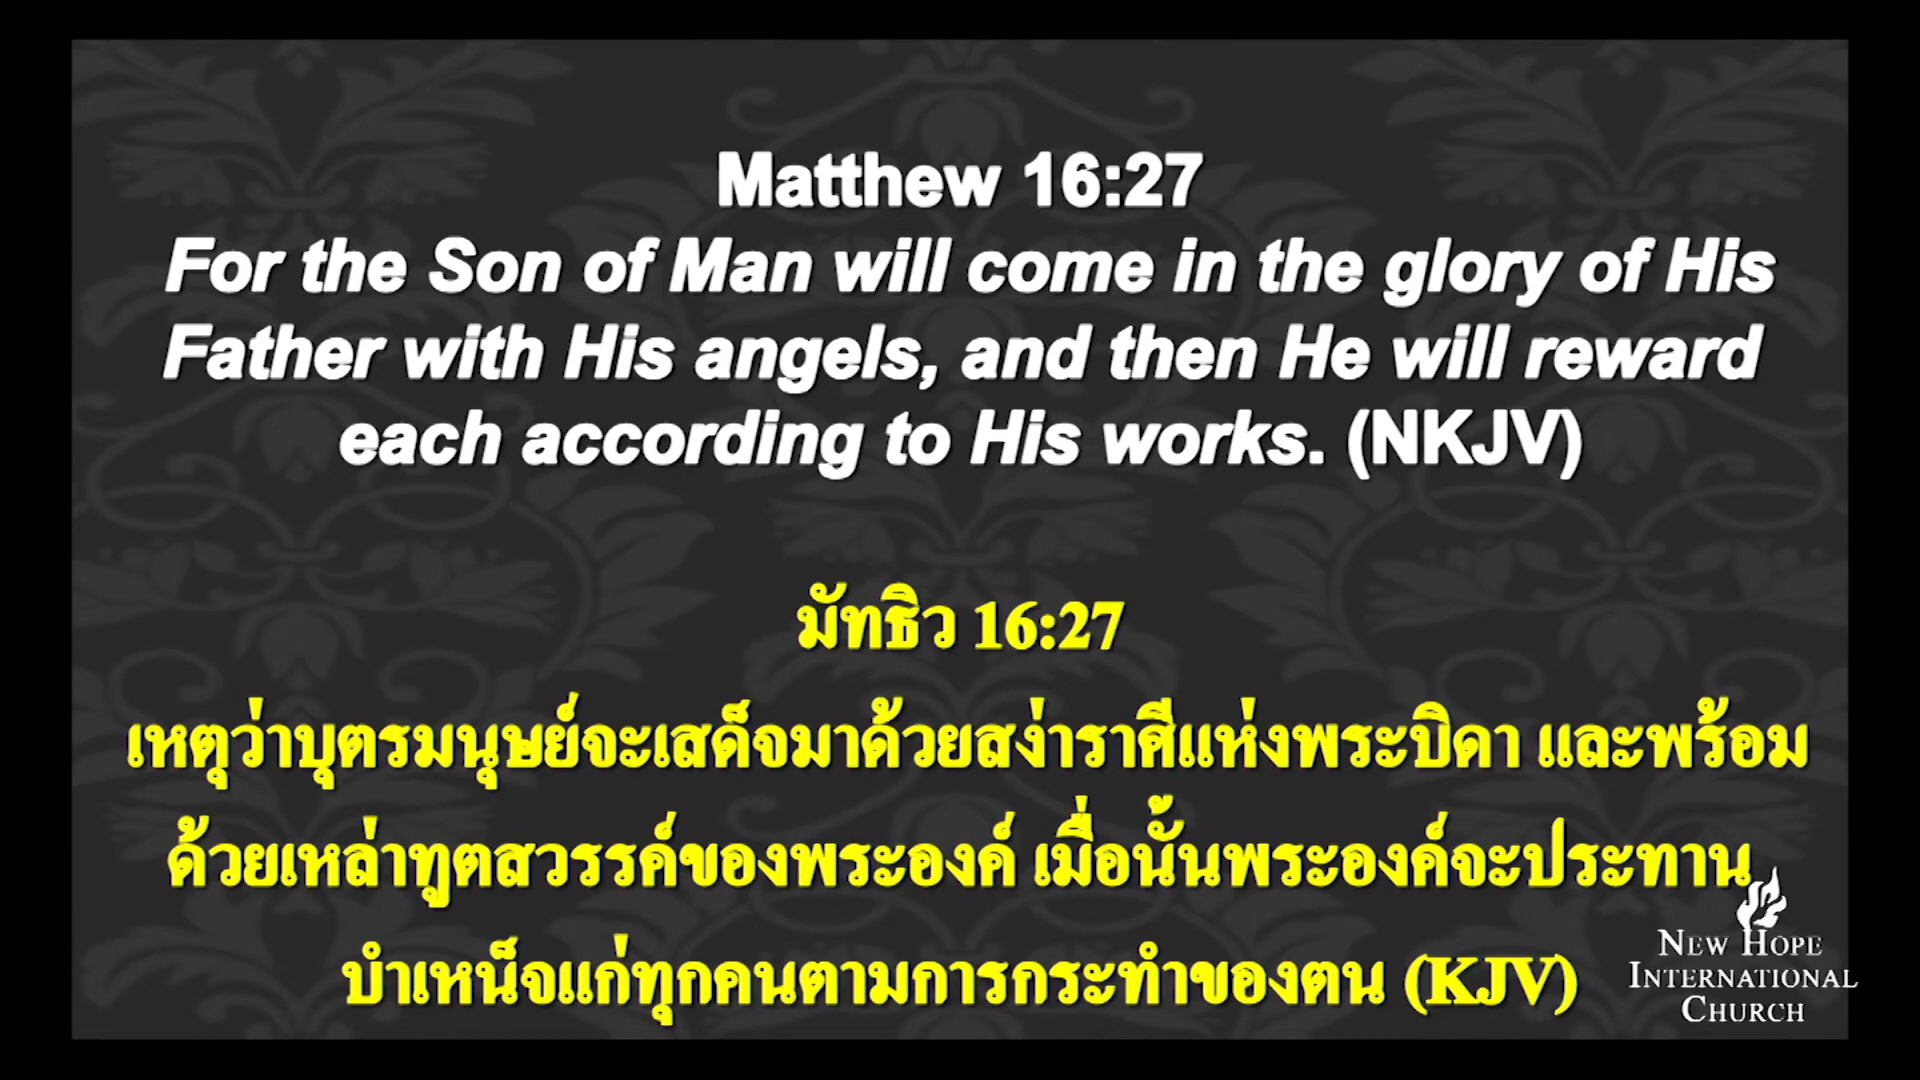 Matthew 16:27
For the Son of Man will come in the glory of His
Father with His angels, and then He will reward
each according to His works. (NKJV)
มัทธิว 16:27
เหตุว่าบุตรมนุษย์จะเสด็จมาด้วยสง่าราศีแห่งพระบิดา และพร้อม
ด้วยเหล่าทูตสวรรค์ของพระองค์ เมื่อนั้นพระองค์จะประทาน
บำเหน็จแก่ทุกคนตามการกระทำของตน (KJV)
NEW HOPE
INTERNATIONAL
CHURCH